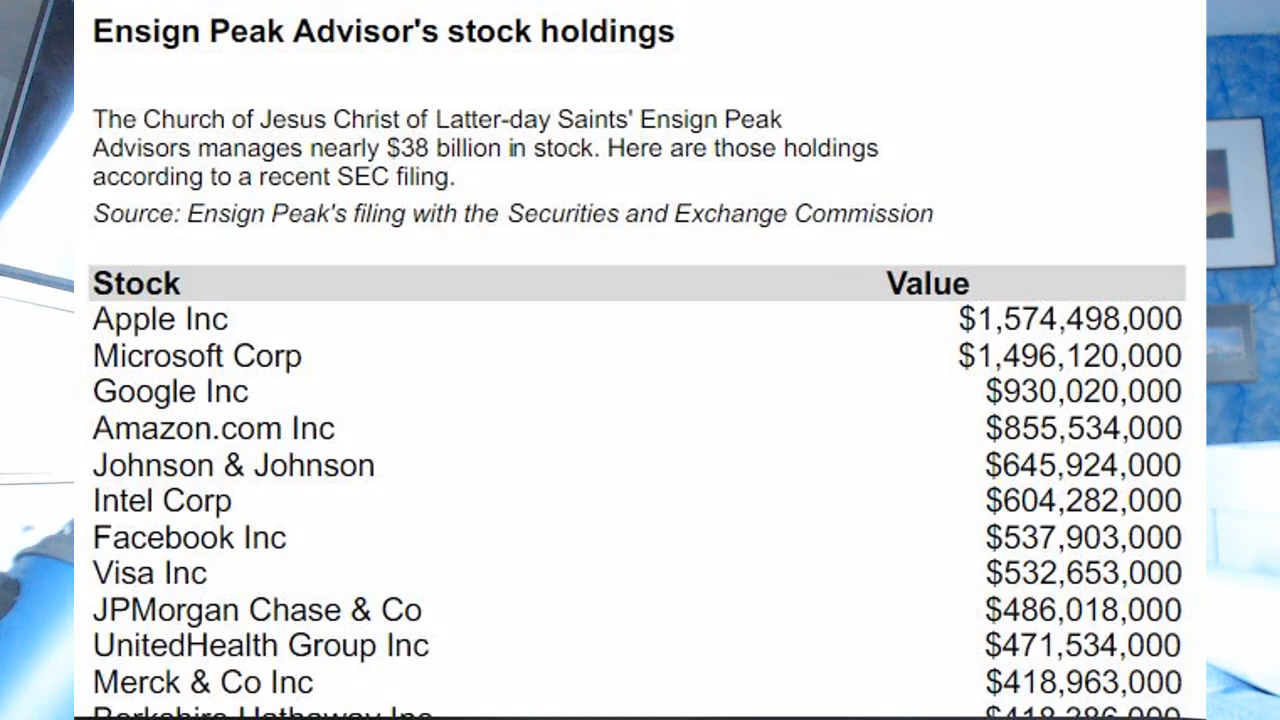 Ensign Peak Advisor's stock holdings
The Church of Jesus Christ of Latter-day Saints' Ensign Peak
Advisors manages nearly $38 billion in stock. Here are those holdings
according to a recent SEC filing.
Source: Ensign Peak's filing with the Securities and Exchange Commission
Stock Value
Apple Inc $1,574,498,000
Microsoft Corp $1,496,120,000
Google Inc $930,020,000
Amazon.com Inc $855,534,000
Johnson & Johnson $645,924,000
Intel Corp $604,282,000
Facebook Inc $537,903,000
Visa Inc $532,653,000
JPMorgan Chase & Co $486,018,000
UnitedHealth Group Inc $471,534,000
Merck & Co Inc $418,963,000
Berkshire Hathaway Inc